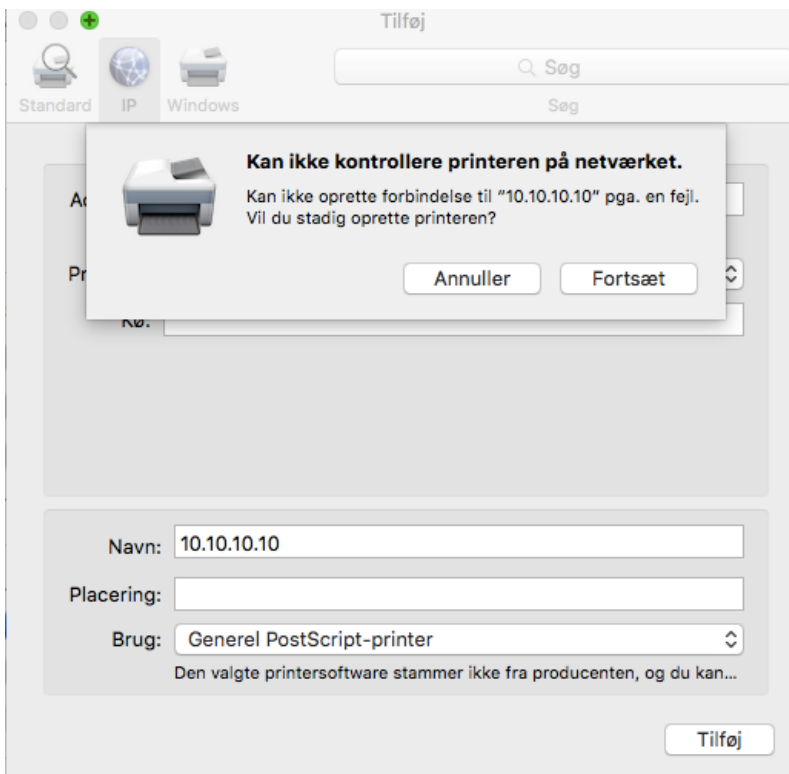 Tilføj
Søg
Standard
IP
Windows
Søg
Kan ikke kontrollere printeren på netværket.
Kan ikke oprette forbindelse til "10.10.10.10" pga. en fejl.
Vil du stadig oprette printeren?
Annuller
Fortsæt
Kø:
Navn: 10.10.10.10
Placering:
Brug: Generel PostScript-printer
Den valgte printersoftware stammer ikke fra producenten, og du kan...
Tilføj